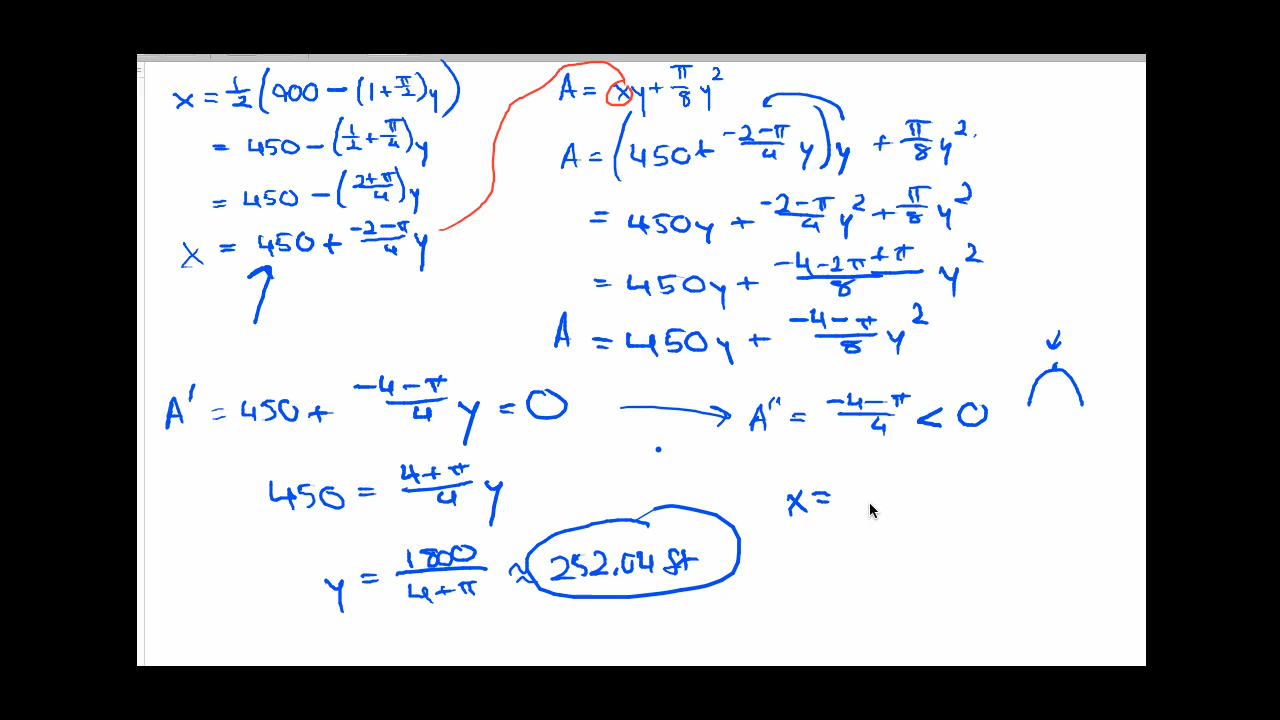 x = 1/2 (900 − (1 + π/2)y)
= 450 − (1/2 + π/4)y
= 450 − (2+π/4)y
x = 450 + −2−π/4 y
A = xy + π/8 y²
A = (450 + −2−π/4 y)y + π/8 y²
= 450y + −2−π/4 y² + π/8 y²
= 450y + −4−2π+π/8 y²
A = 450y + −4−π/8 y²
A' = 450 + −4−π/4 y = 0 → A'' = −4−π/4 < 0
450 = 4+π/4 y
y = 1800/4+π ≈ 252.04 ft
x =